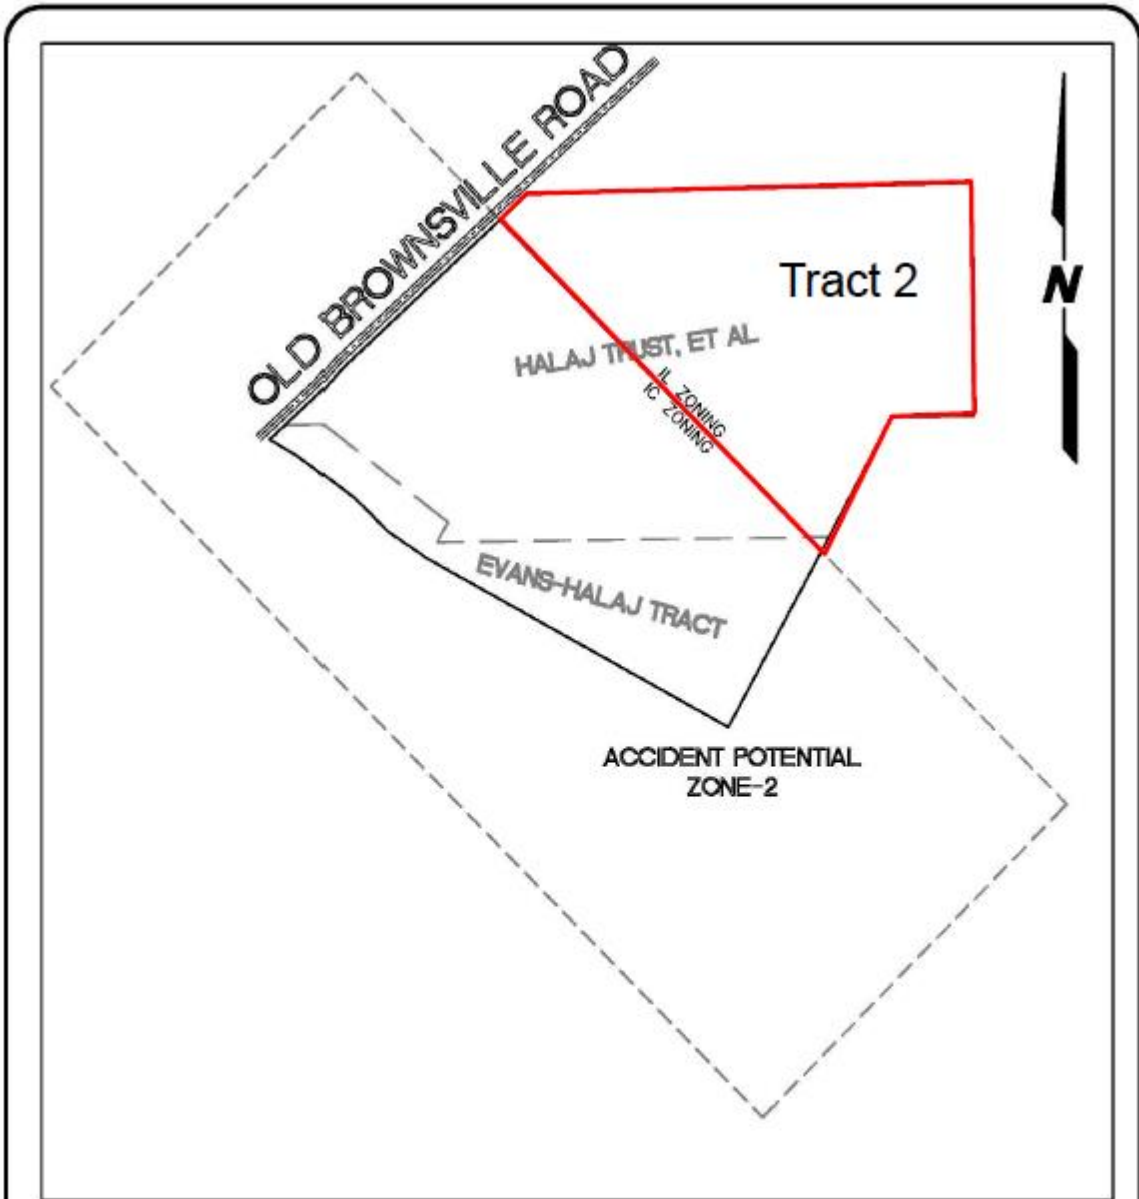 OLD BROWNSVILLE ROAD
Tract 2
N
HALAJ TRUST, ET AL
IL ZONING
IC ZONING
EVANS-HALAJ TRACT
ACCIDENT POTENTIAL
ZONE-2